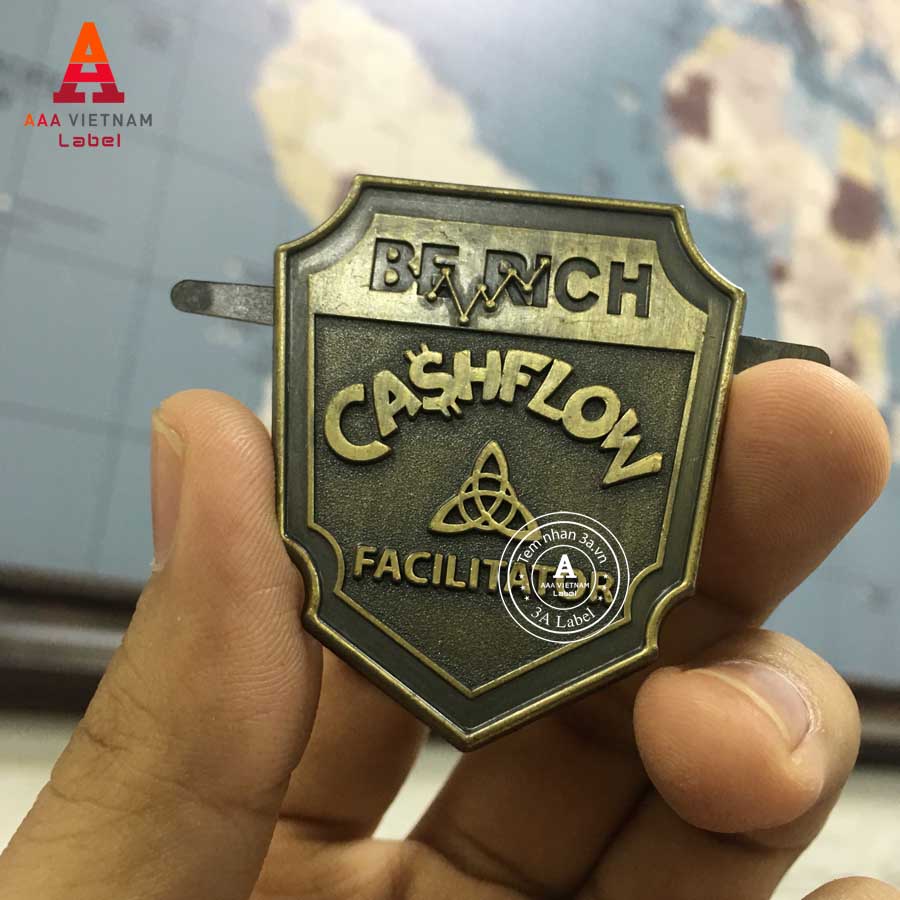 A
AAA VIETNAM
Label
BE RICH
CA$HFLOW
FACILITATOR
Tem nhan 3a.vn
A
AAA VIETNAM
Label
3A Label